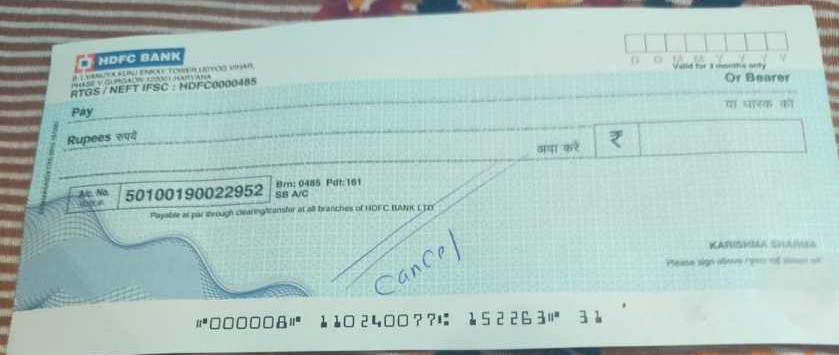 HDFC BANK
B-1, VANIJYA KUNJ ENKAY TOWER, UDYOG VIHAR,
PHASE V GURGAON 122001 HARYANA
RTGS / NEFT IFSC : HDFC0000485
D D M M Y Y Y Y
Valid for 3 months only
Or Bearer
Pay
या धारक को
Rupees रुपये
अदा करें ₹
A/c. No. 50100190022952
Brn: 0485 Pdt:161
SB A/C
Payable at par through clearing/transfer at all branches of HDFC BANK LTD
Cancel
KARISHMA SHARMA
Please sign above
⑈000008⑈ 110240077⑆ 152263⑈ 31